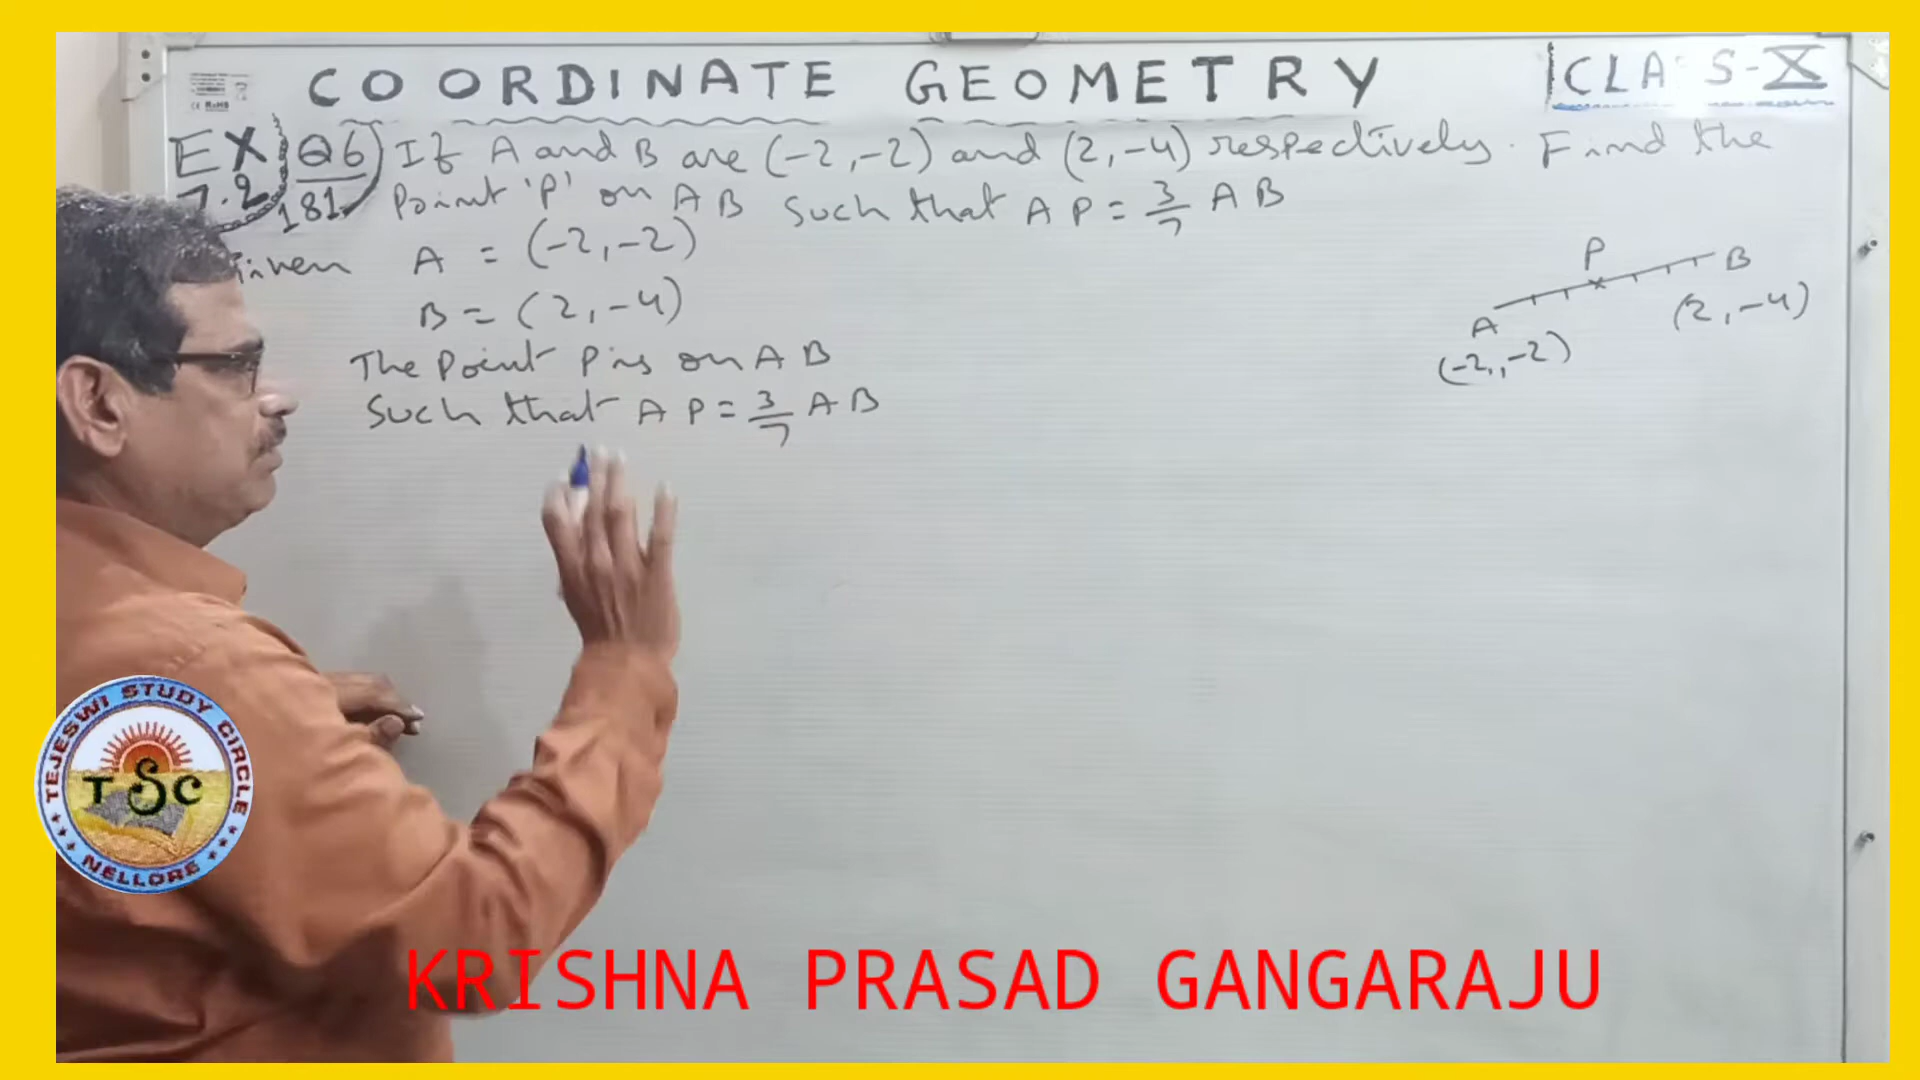 COORDINATE GEOMETRY
CLA S-X
EX 7.2
Q6
181
If A and B are (-2,-2) and (2,-4) respectively. Find the
Point 'P' on AB such that AP = 3/7 AB
iven A = (-2,-2)
B = (2,-4)
The Point P is on AB
Such that AP = 3/7 AB
P
B
A
(2,-4)
(-2,-2)
TEJESWI STUDY CIRCLE
TSC
NELLORE
KRISHNA PRASAD GANGARAJU